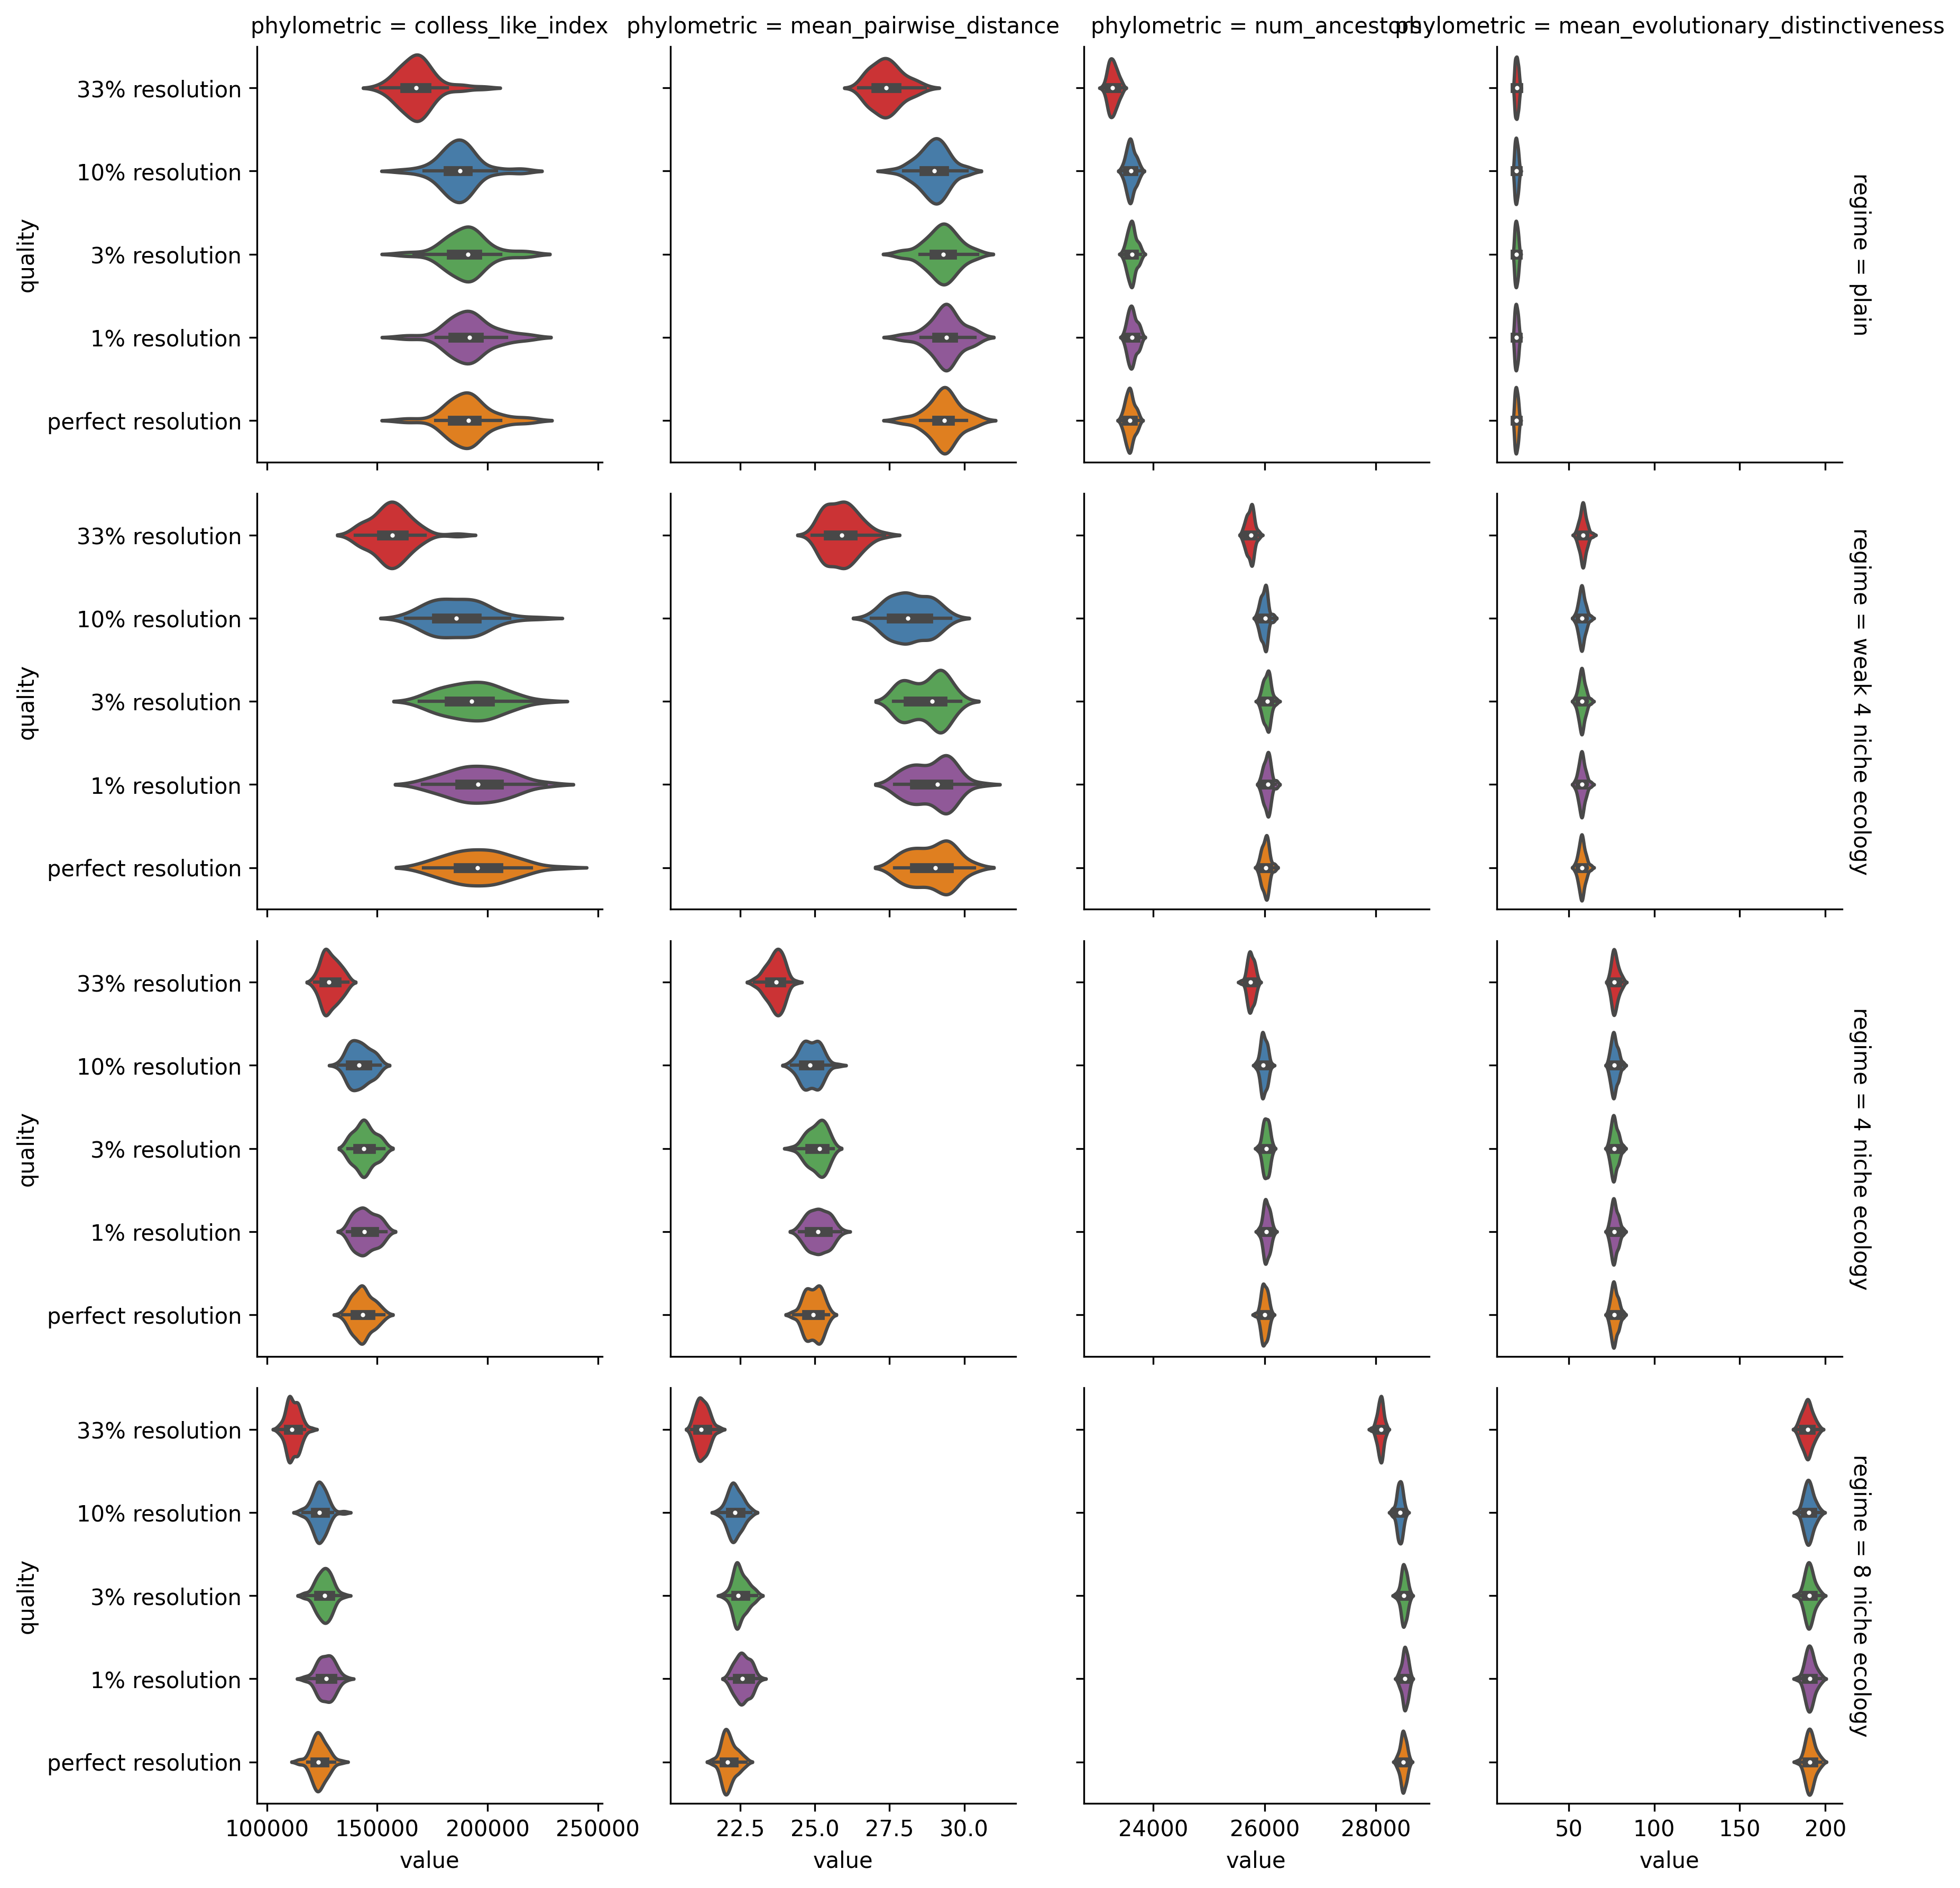 phylometric = colless_like_index
phylometric = mean_pairwise_distance
phylometric = num_ancestors
phylometric = mean_evolutionary_distinctiveness
quality
33% resolution
10% resolution
3% resolution
1% resolution
perfect resolution
regime = plain
quality
33% resolution
10% resolution
3% resolution
1% resolution
perfect resolution
regime = weak 4 niche ecology
quality
33% resolution
10% resolution
3% resolution
1% resolution
perfect resolution
regime = 4 niche ecology
quality
33% resolution
10% resolution
3% resolution
1% resolution
perfect resolution
regime = 8 niche ecology
100000 150000 200000 250000
value
22.5 25.0 27.5 30.0
value
24000 26000 28000
value
50 100 150 200
value